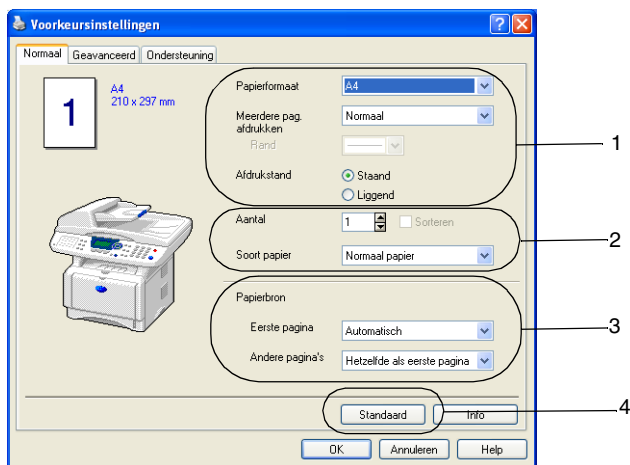 Voorkeursinstellingen
Normaal Geavanceerd Ondersteuning
1
A4
210 x 297 mm
Papierformaat A4
Meerdere pag. afdrukken Normaal
Rand
Afdrukstand Staand
Liggend
1
Aantal 1 Sorteren
Soort papier Normaal papier
2
Papierbron
Eerste pagina Automatisch
Andere pagina's Hetzelfde als eerste pagina
3
Standaard Info
4
OK Annuleren Help